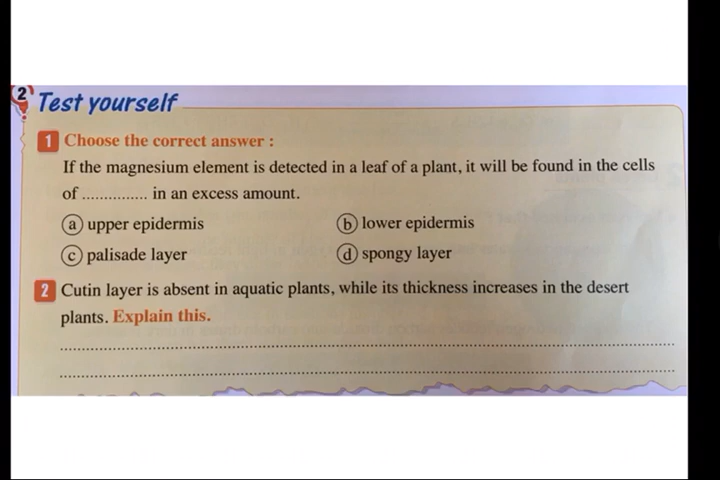 2
Test yourself
1 Choose the correct answer :
If the magnesium element is detected in a leaf of a plant, it will be found in the cells
of ............... in an excess amount.
a upper epidermis
b lower epidermis
c palisade layer
d spongy layer
2 Cutin layer is absent in aquatic plants, while its thickness increases in the desert
plants. Explain this.